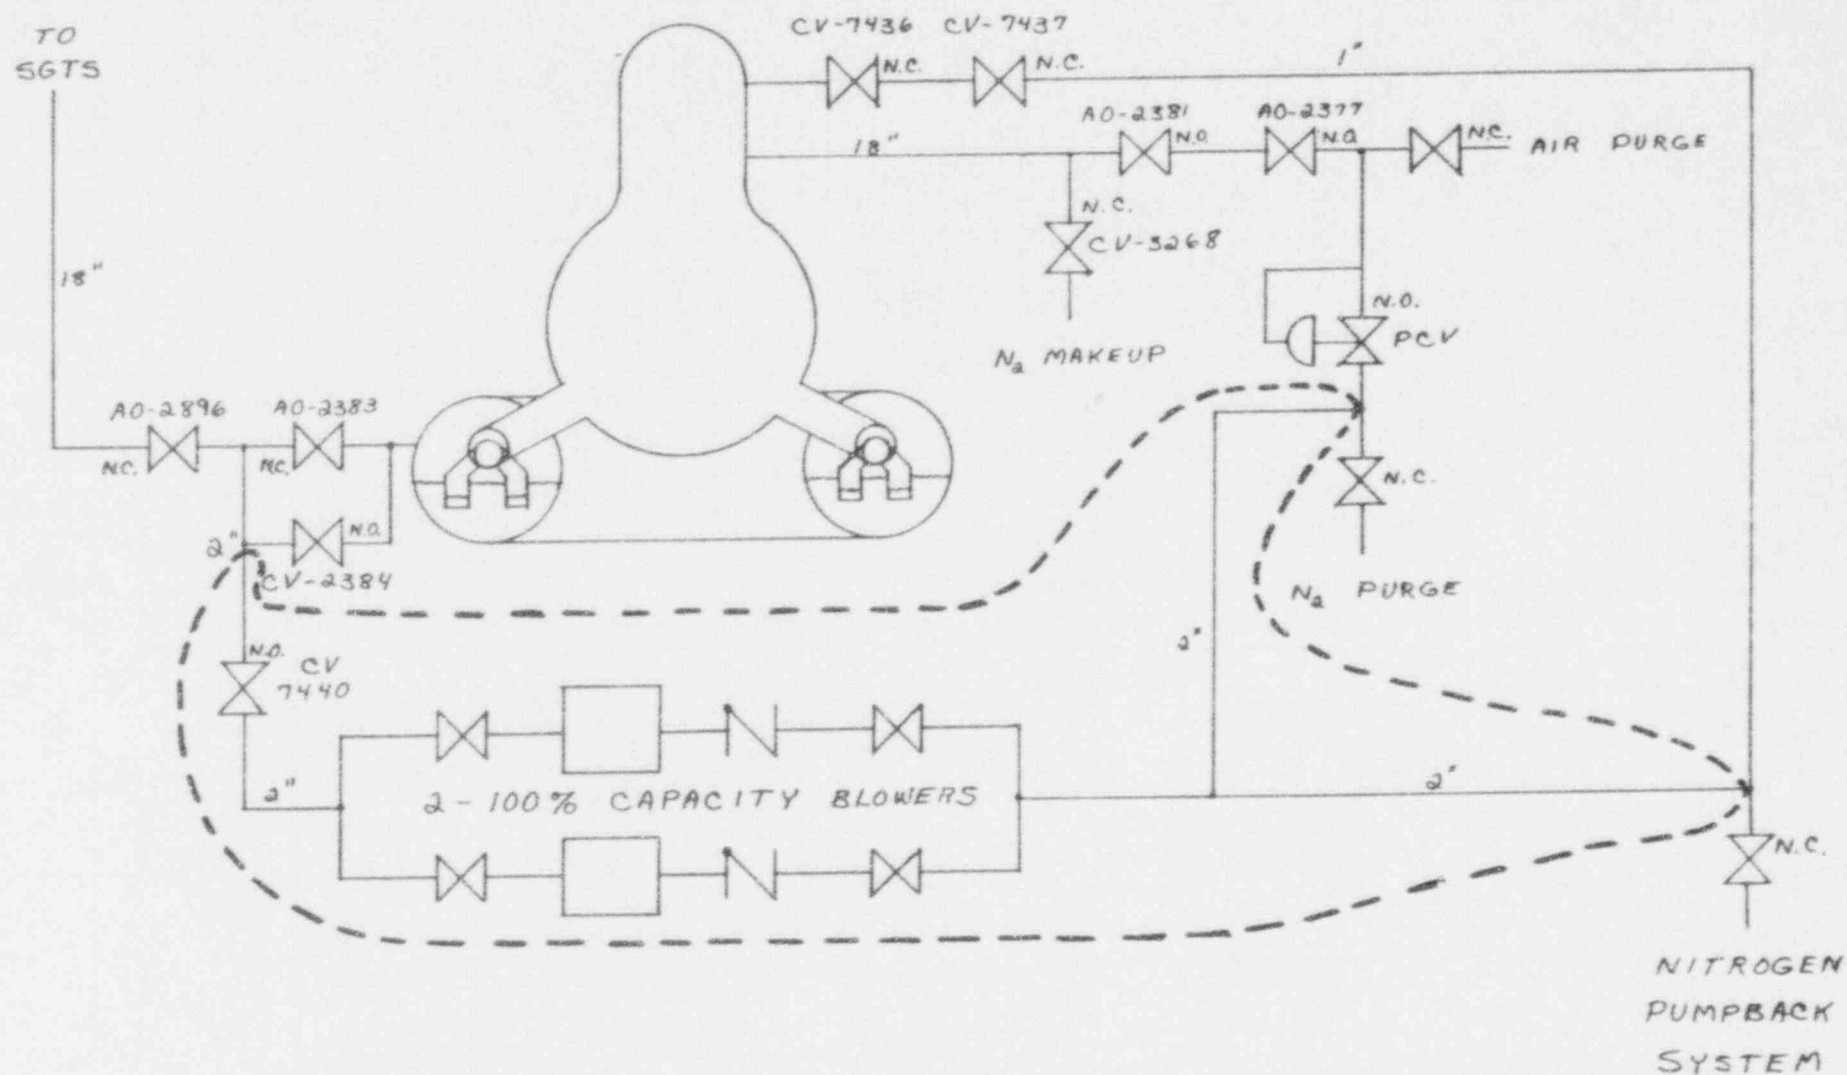 TO
SGTS
CV-7436
CV-7437
N.C.
N.C.
1"
AO-2381
AO-2377
18"
N.O.
N.O.
N.C.
AIR PURGE
N.C.
CV-3268
18"
N.O.
PCV
N2 MAKEUP
AO-2896
AO-2383
N.C.
N.C.
N.C.
N.O.
2"
CV-2384
N2 PURGE
2"
N.O.
CV
7440
2"
2"
2-100% CAPACITY BLOWERS
N.C.
NITROGEN
PUMPBACK
SYSTEM